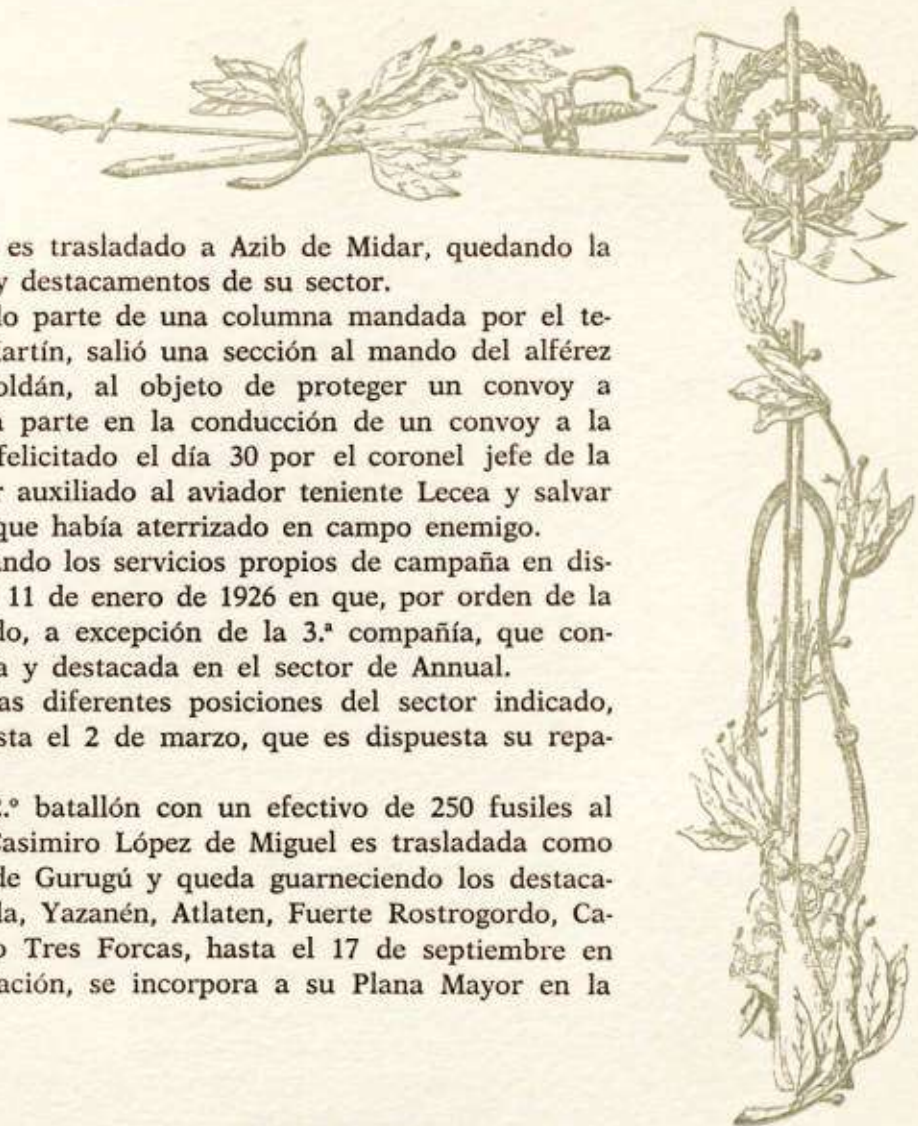 es trasladado a Azib de Midar, quedando la
y destacamentos de su sector.
lo parte de una columna mandada por el te-
Martín, salió una sección al mando del alférez
oldán, al objeto de proteger un convoy a
a parte en la conducción de un convoy a la
felicitado el día 30 por el coronel jefe de la
r auxiliado al aviador teniente Lecea y salvar
que había aterrizado en campo enemigo.
ando los servicios propios de campaña en dis-
11 de enero de 1926 en que, por orden de la
do, a excepción de la 3.ª compañía, que con-
a y destacada en el sector de Annual.
as diferentes posiciones del sector indicado,
sta el 2 de marzo, que es dispuesta su repa-
2.º batallón con un efectivo de 250 fusiles al
Casimiro López de Miguel es trasladada como
de Gurugú y queda guarneciendo los destaca-
la, Yazanén, Atlaten, Fuerte Rostrogordo, Ca-
o Tres Forcas, hasta el 17 de septiembre en
ación, se incorpora a su Plana Mayor en la